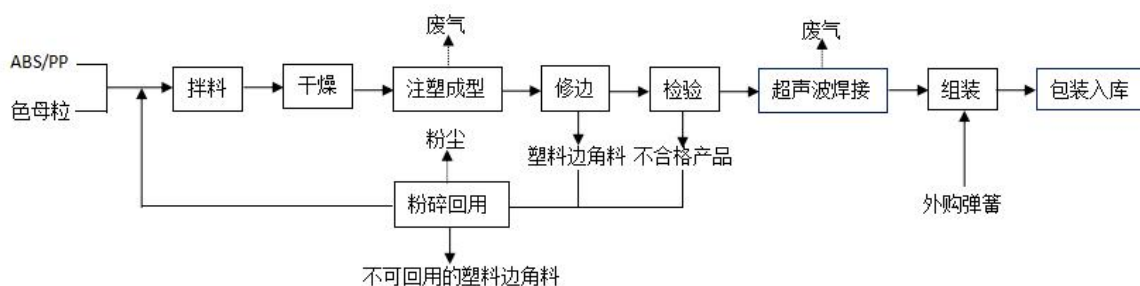 废气
废气
ABS/PP
色母粒
拌料
干燥
注塑成型
修边
检验
超声波焊接
组装
包装入库
粉尘
塑料边角料
不合格产品
粉碎回用
外购弹簧
不可回用的塑料边角料